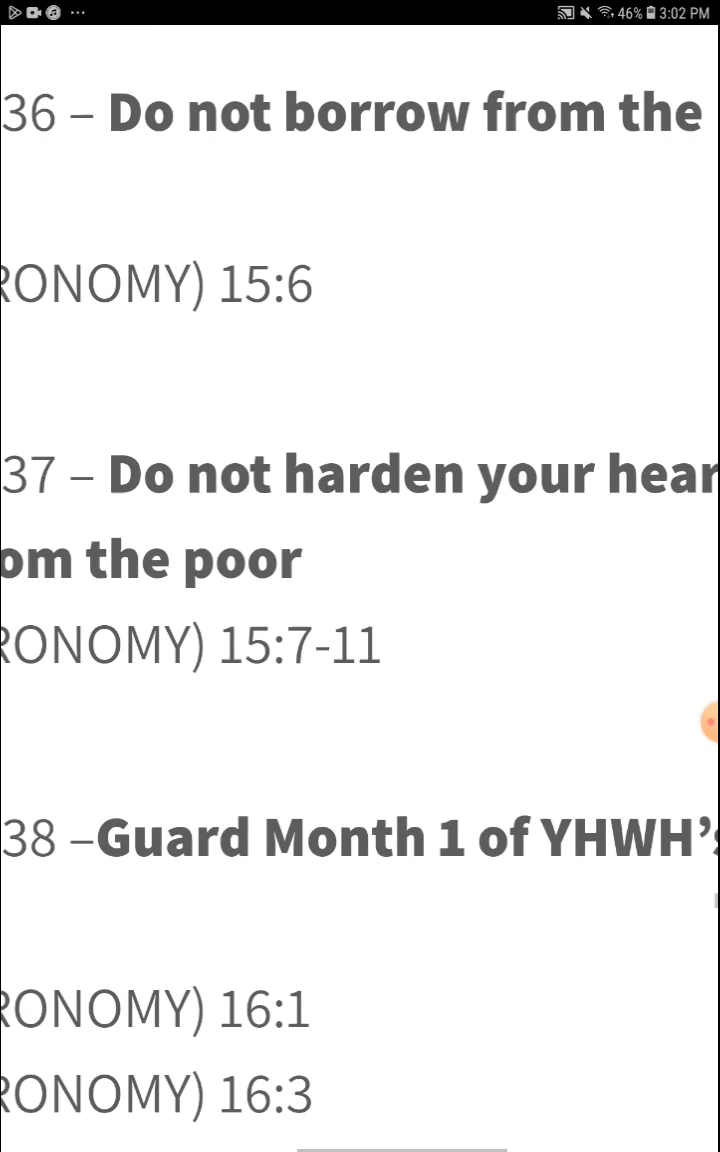 46% 3:02 PM
36 – Do not borrow from the
RONOMY) 15:6
37 – Do not harden your hear
om the poor
RONOMY) 15:7-11
38 –Guard Month 1 of YHWH’s
RONOMY) 16:1
RONOMY) 16:3